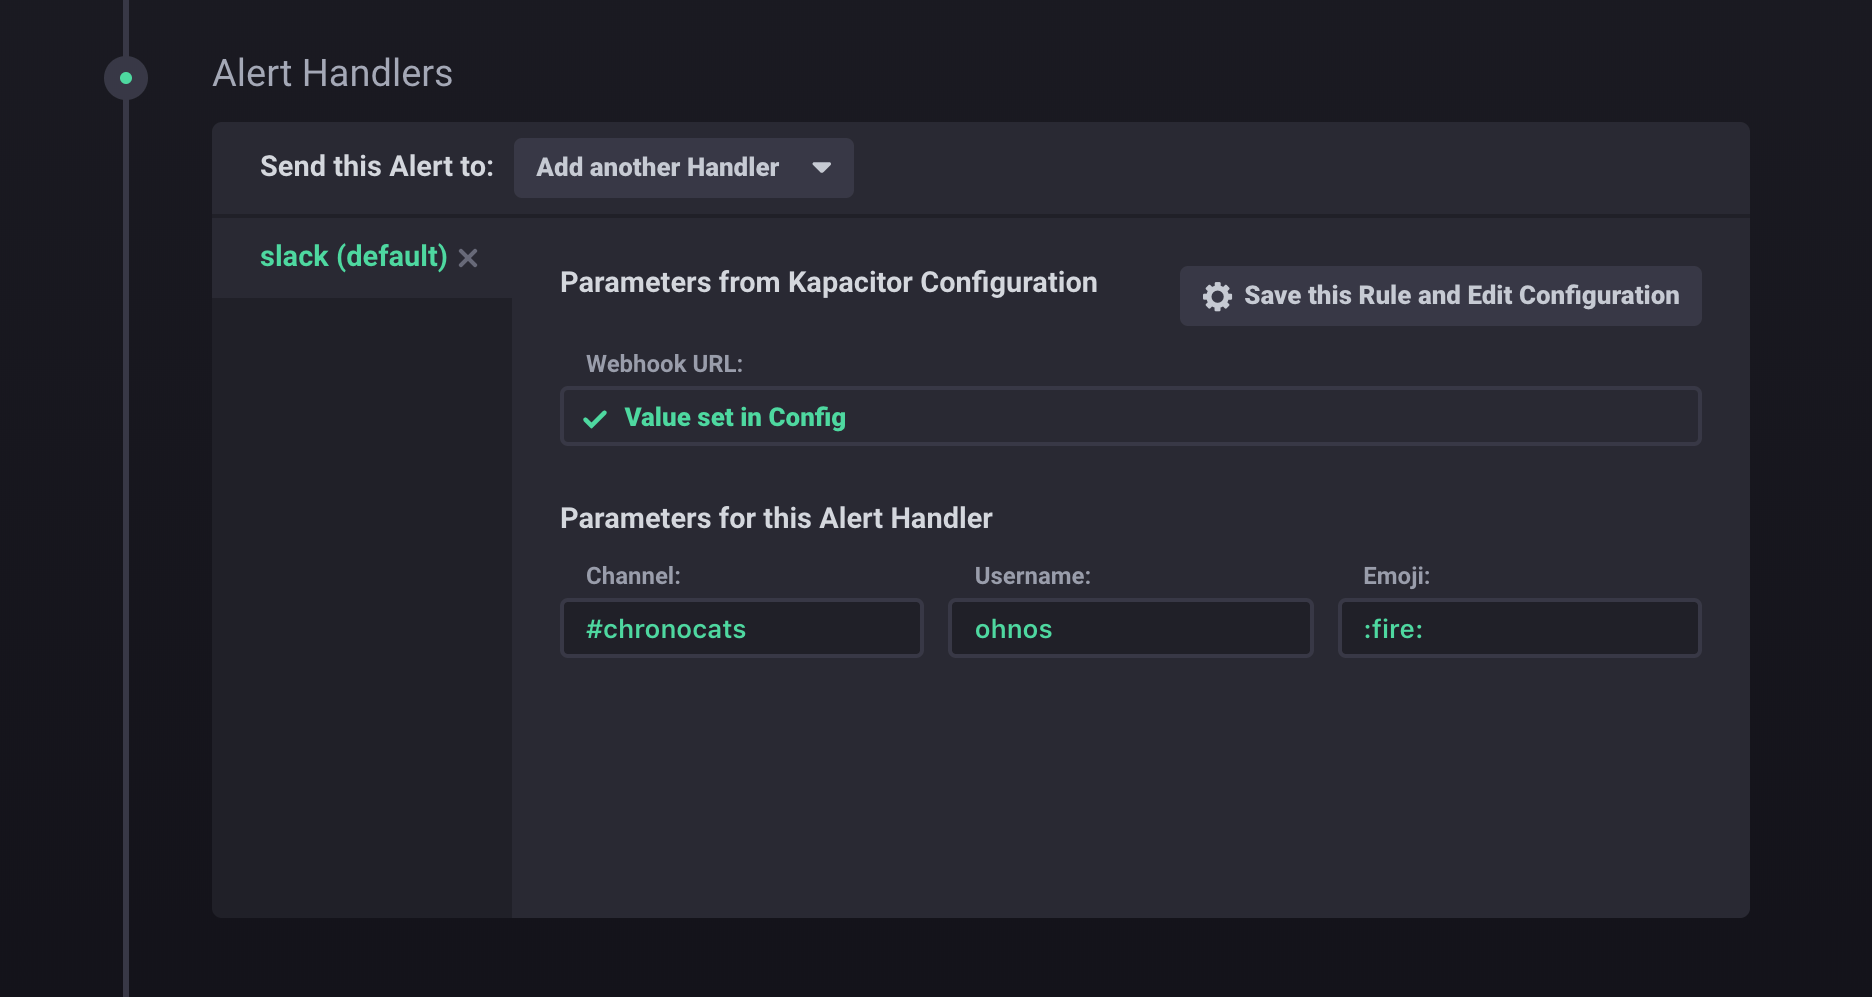 Alert Handlers
Send this Alert to: Add another Handler
slack (default)
Parameters from Kapacitor Configuration
Save this Rule and Edit Configuration
Webhook URL:
Value set in Config
Parameters for this Alert Handler
Channel: Username: Emoji:
#chronocats ohnos :fire: